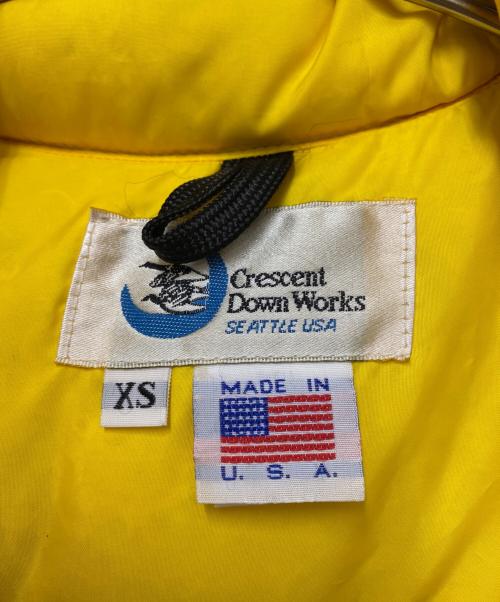 Crescent
Down Works
SEATTLE USA
XS
MADE IN
U. S. A.